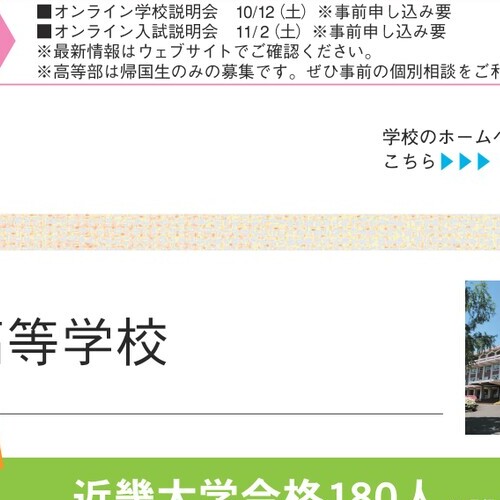 ■オンライン学校説明会 10/12（土）※事前申し込み要
■オンライン入試説明会 11/2（土）※事前申し込み要
※最新情報はウェブサイトでご確認ください。
※高等部は帰国生のみの募集です。ぜひ事前の個別相談をご利
学校のホームペ
こちら▶▶▶
高等学校
近畿大学合格180人